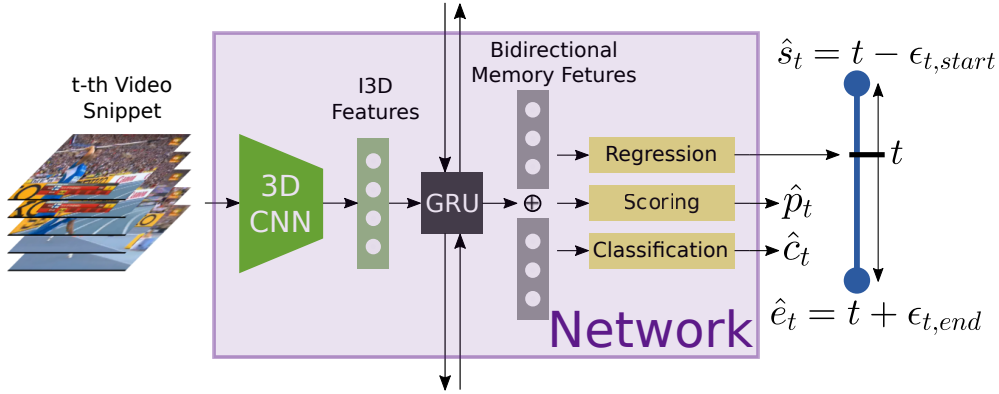 t-th Video
Snippet
3D
CNN
I3D
Features
GRU
Bidirectional
Memory Fetures
⊕
Regression
Scoring
Classification
Network
ŝ_t = t − ϵ_{t,start}
t
p̂_t
ĉ_t
ê_t = t + ϵ_{t,end}